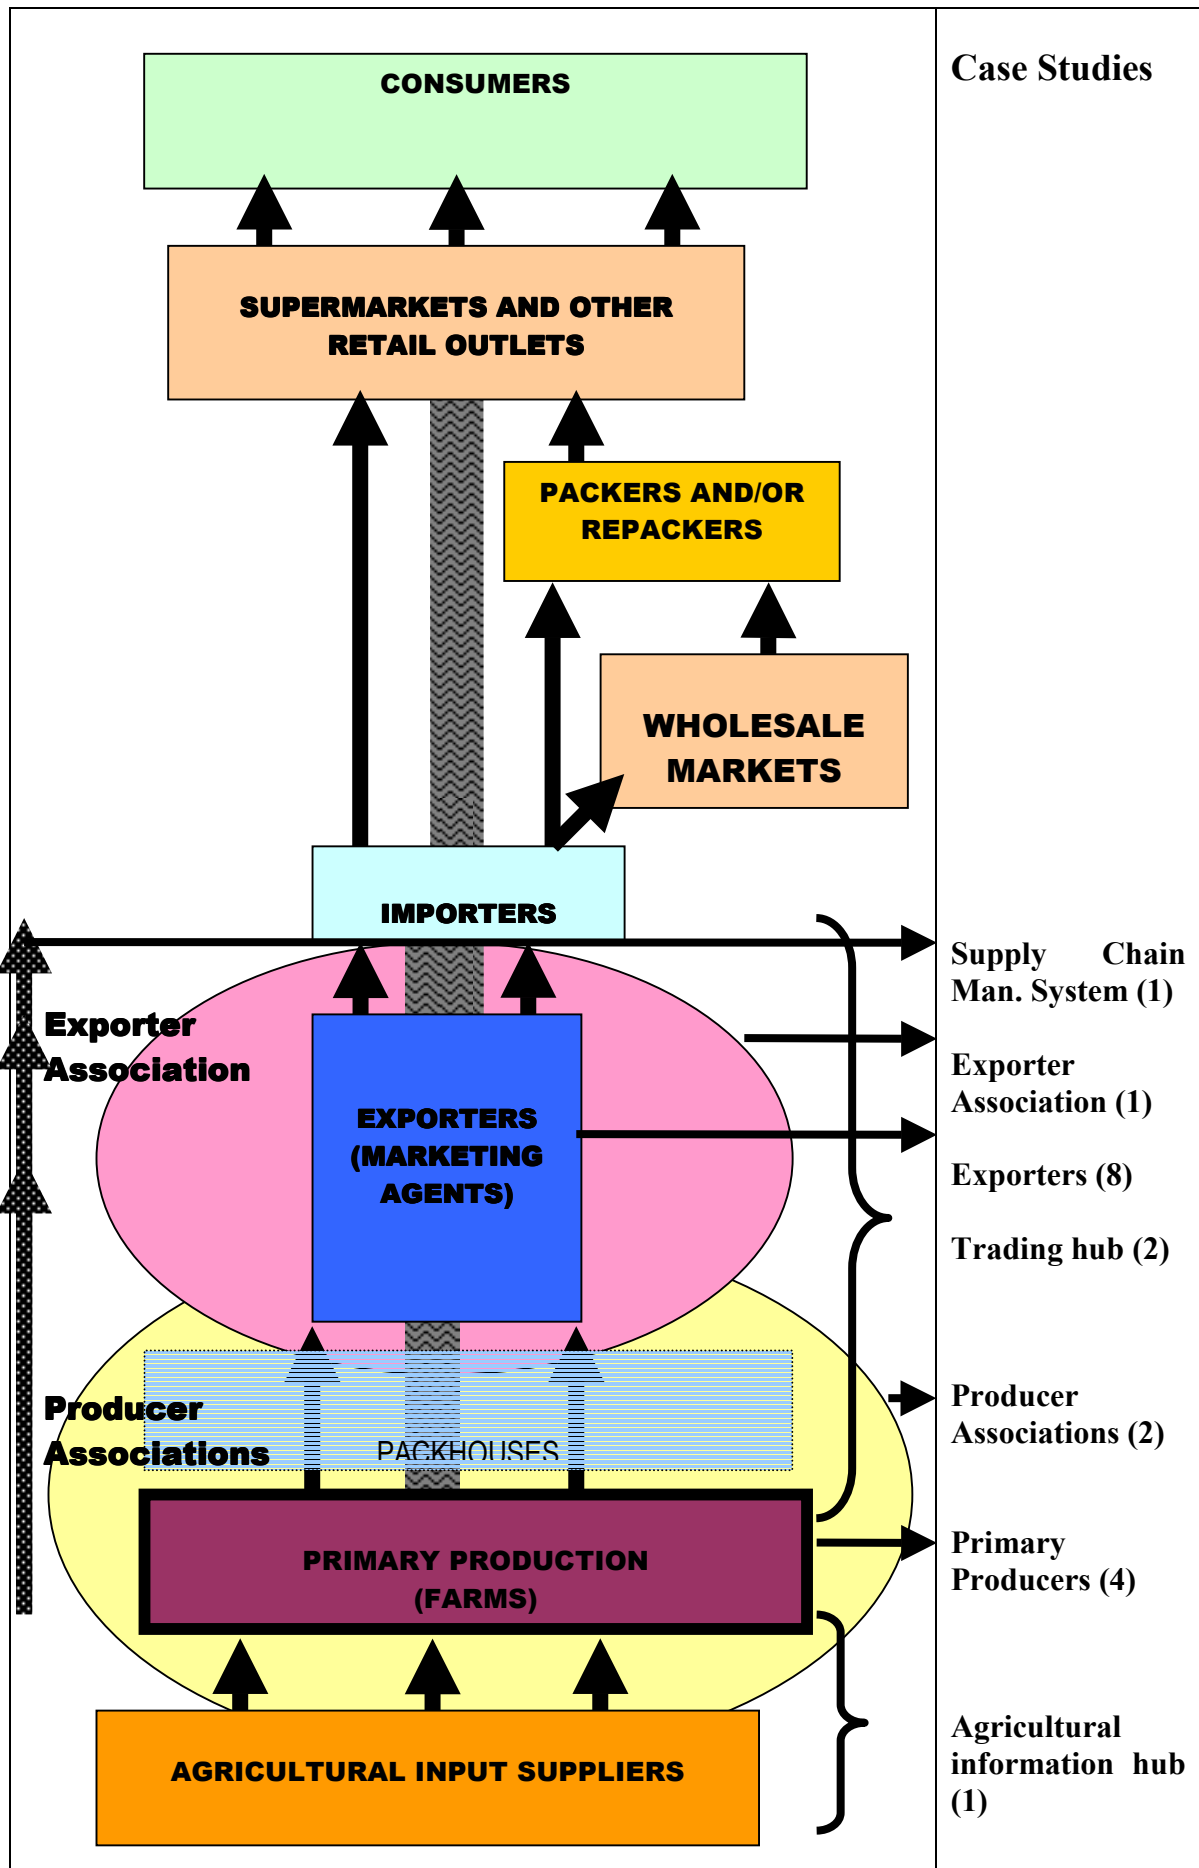 Case Studies
CONSUMERS
SUPERMARKETS AND OTHER
RETAIL OUTLETS
PACKERS AND/OR
REPACKERS
WHOLESALE
MARKETS
IMPORTERS
Supply Chain
Man. System (1)
Exporter
Association
Exporter
Association (1)
EXPORTERS
(MARKETING
AGENTS)
Exporters (8)
Trading hub (2)
Producer
Associations
Producer
Associations (2)
PACKHOUSES
PRIMARY PRODUCTION
(FARMS)
Primary
Producers (4)
AGRICULTURAL INPUT SUPPLIERS
Agricultural
information hub
(1)